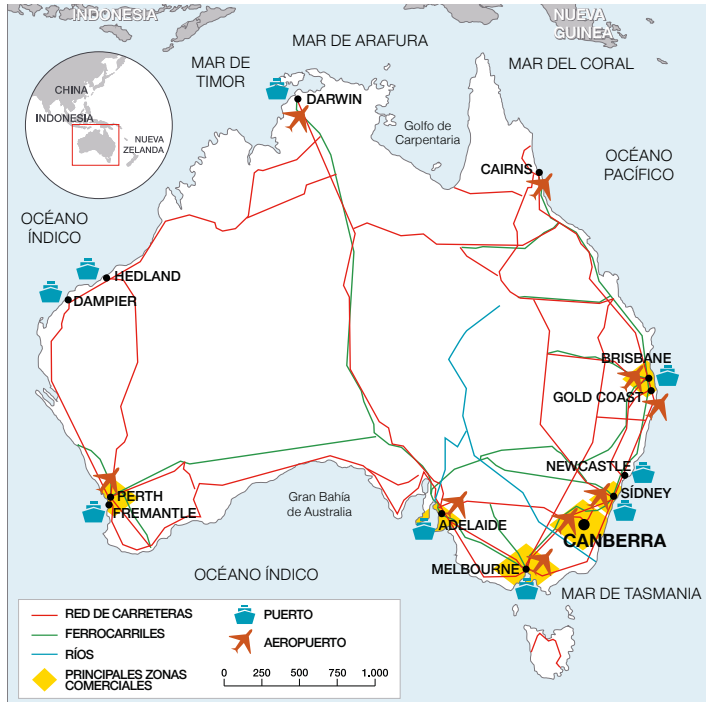 INDONESIA
NUEVA
GUINEA
MAR DE ARAFURA
MAR DE
TIMOR
MAR DEL CORAL
CHINA
INDONESIA
NUEVA
ZELANDA
DARWIN
Golfo de
Carpentaria
CAIRNS
OCÉANO
PACÍFICO
OCÉANO
ÍNDICO
HEDLAND
DAMPIER
BRISBANE
GOLD COAST
NEWCASTLE
SÍDNEY
PERTH
FREMANTLE
Gran Bahía
de Australia
ADELAIDE
CANBERRA
MELBOURNE
OCÉANO ÍNDICO
MAR DE TASMANIA
RED DE CARRETERAS
FERROCARRILES
RÍOS
PRINCIPALES ZONAS
COMERCIALES
PUERTO
AEROPUERTO
0 250 500 750 1.000